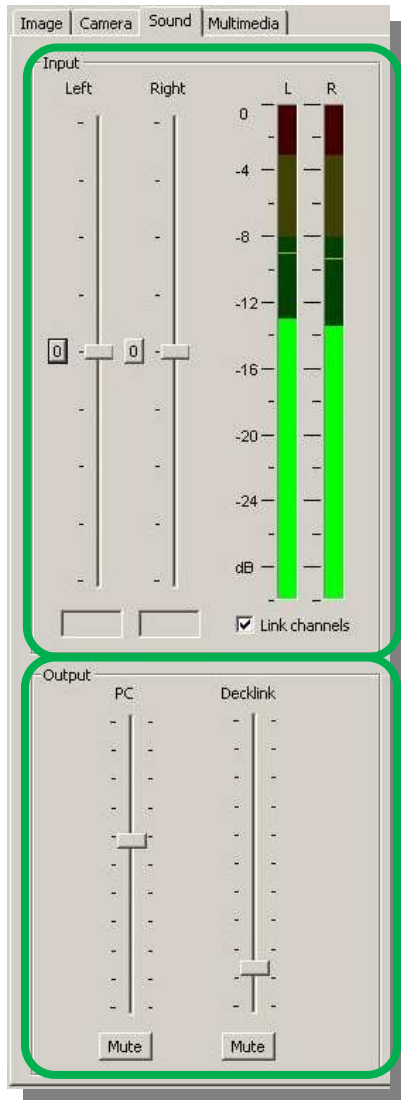 Image Camera Sound Multimedia
Input
Left Right L R
0
-4
-8
-12
0 0
-16
-20
-24
dB
Link channels
Output
PC Decklink
Mute Mute